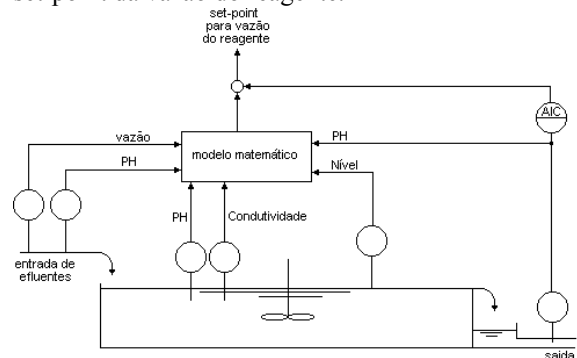 set-point da vazão do reagente.
set-point
para vazão
do reagente
AIC
vazão
PH
PH
modelo matemático
Nível
PH
Condutividade
entrada de
efluentes
saida